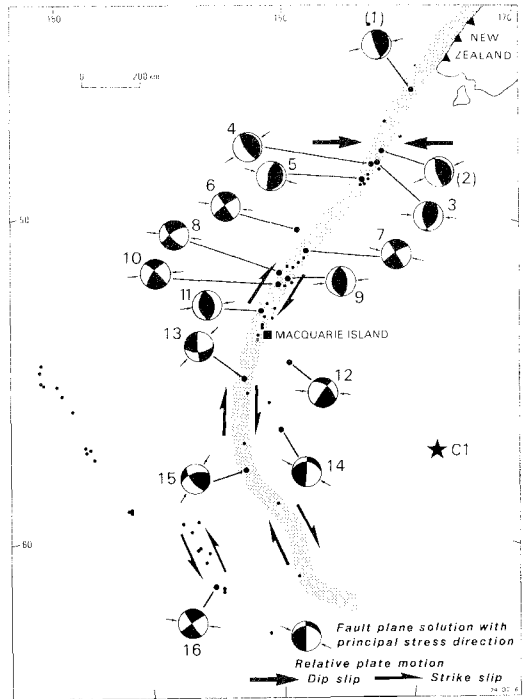 150
150
170
(1)
NEW
ZEALAND
0 200 km
4
5
(2)
6
3
8
7
50
10
9
11
MACQUARIE ISLAND
13
12
C1
15
14
60
16
Fault plane solution with
principal stress direction
Relative plate motion
Dip slip
Strike slip